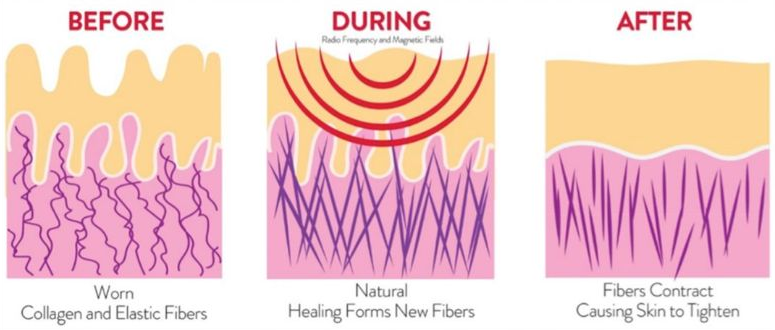 BEFORE
Worn
Collagen and Elastic Fibers
DURING
Radio Frequency and Magnetic Fields
Natural
Healing Forms New Fibers
AFTER
Fibers Contract
Causing Skin to Tighten